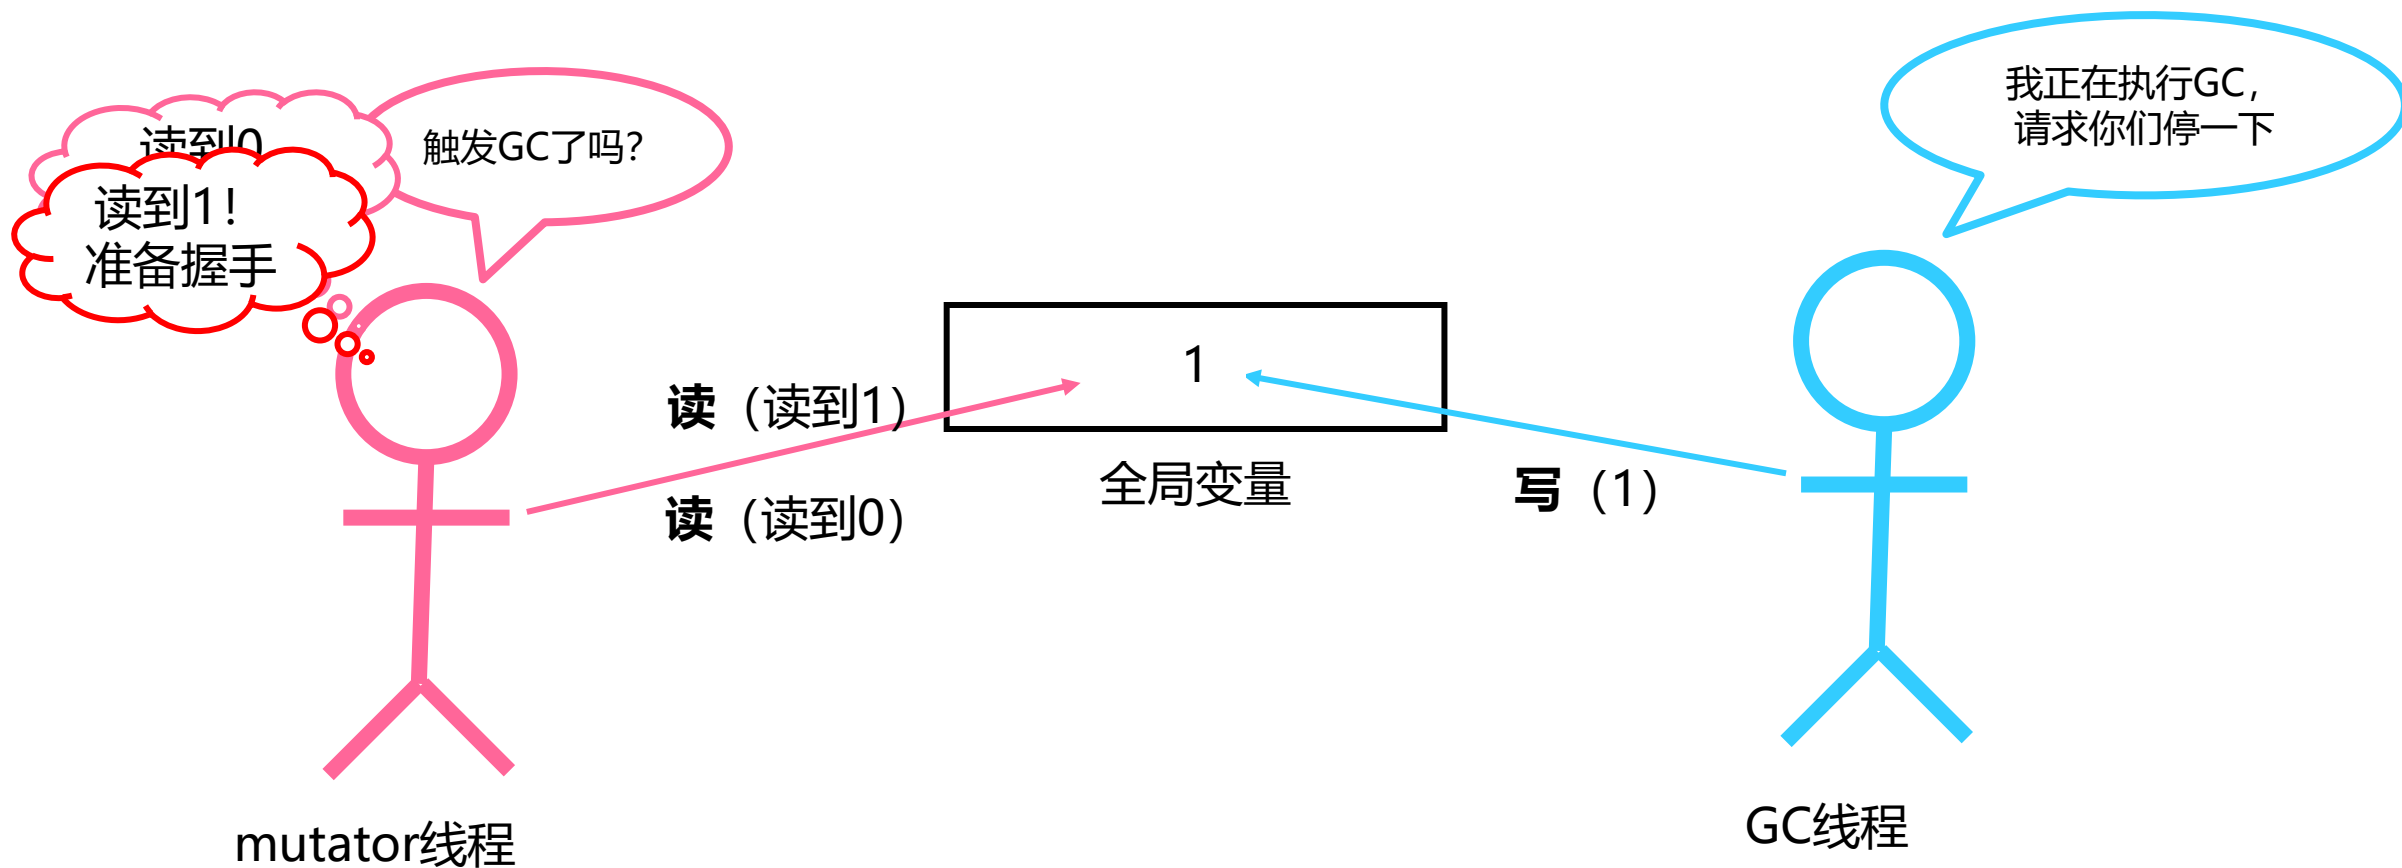 读到0
读到1！
准备握手
触发GC了吗？
我正在执行GC，
请求你们停一下
1
读（读到1）
读（读到0）
全局变量
写（1）
mutator线程
GC线程